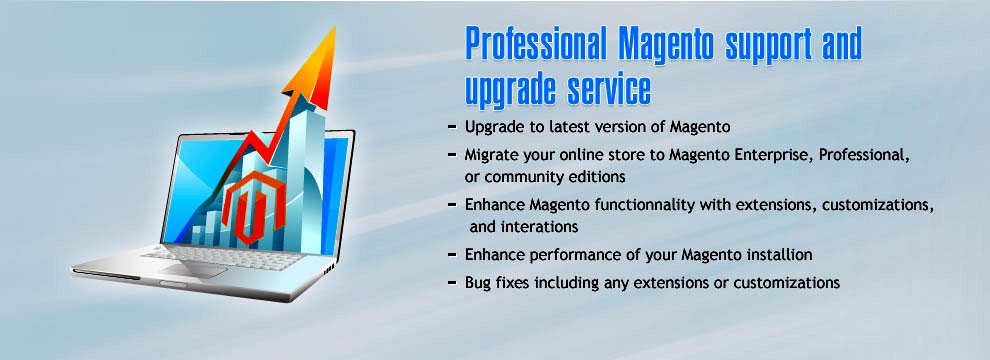 Professional Magento support and
upgrade service
– Upgrade to latest version of Magento
– Migrate your online store to Magento Enterprise, Professional,
or community editions
– Enhance Magento functionnality with extensions, customizations,
and interations
– Enhance performance of your Magento installion
– Bug fixes including any extensions or customizations